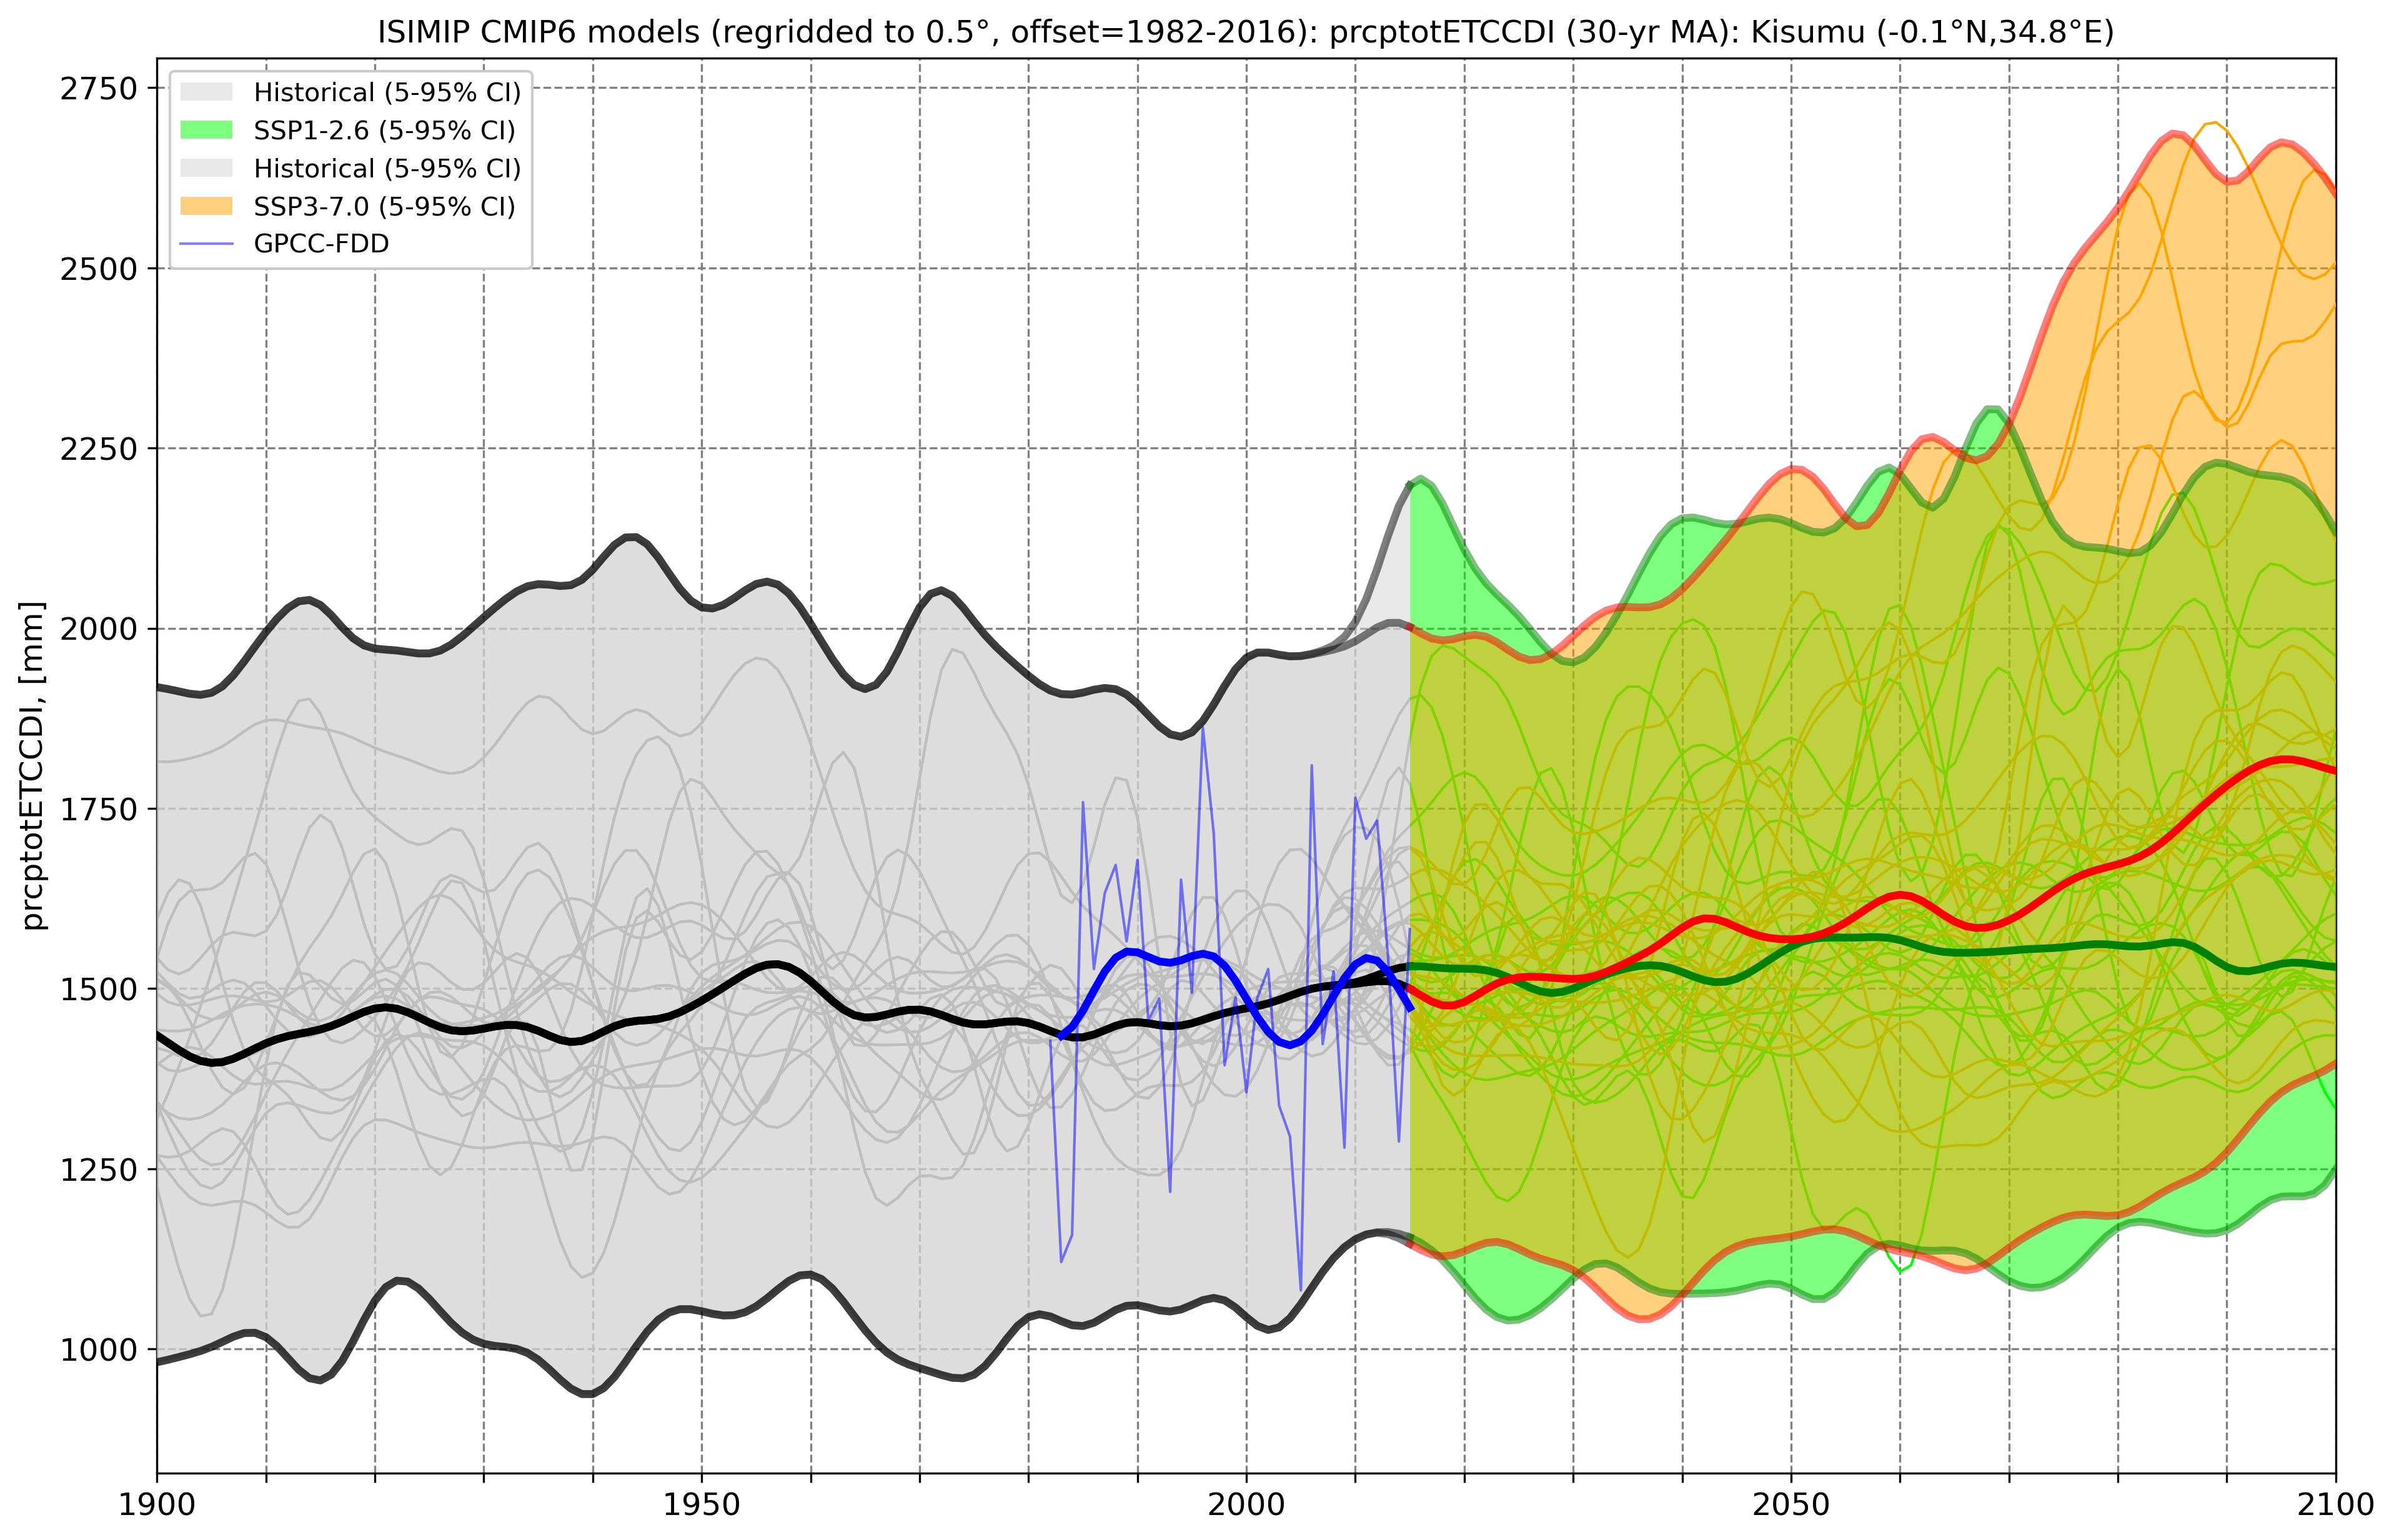 ISIMIP CMIP6 models (regridded to 0.5°, offset=1982-2016): prcptotETCCDI (30-yr MA): Kisumu (-0.1°N,34.8°E)
Historical (5-95% CI)
SSP1-2.6 (5-95% CI)
Historical (5-95% CI)
SSP3-7.0 (5-95% CI)
GPCC-FDD
prcptotETCCDI, [mm]
2750
2500
2250
2000
1750
1500
1250
1000
1900
1950
2000
2050
2100